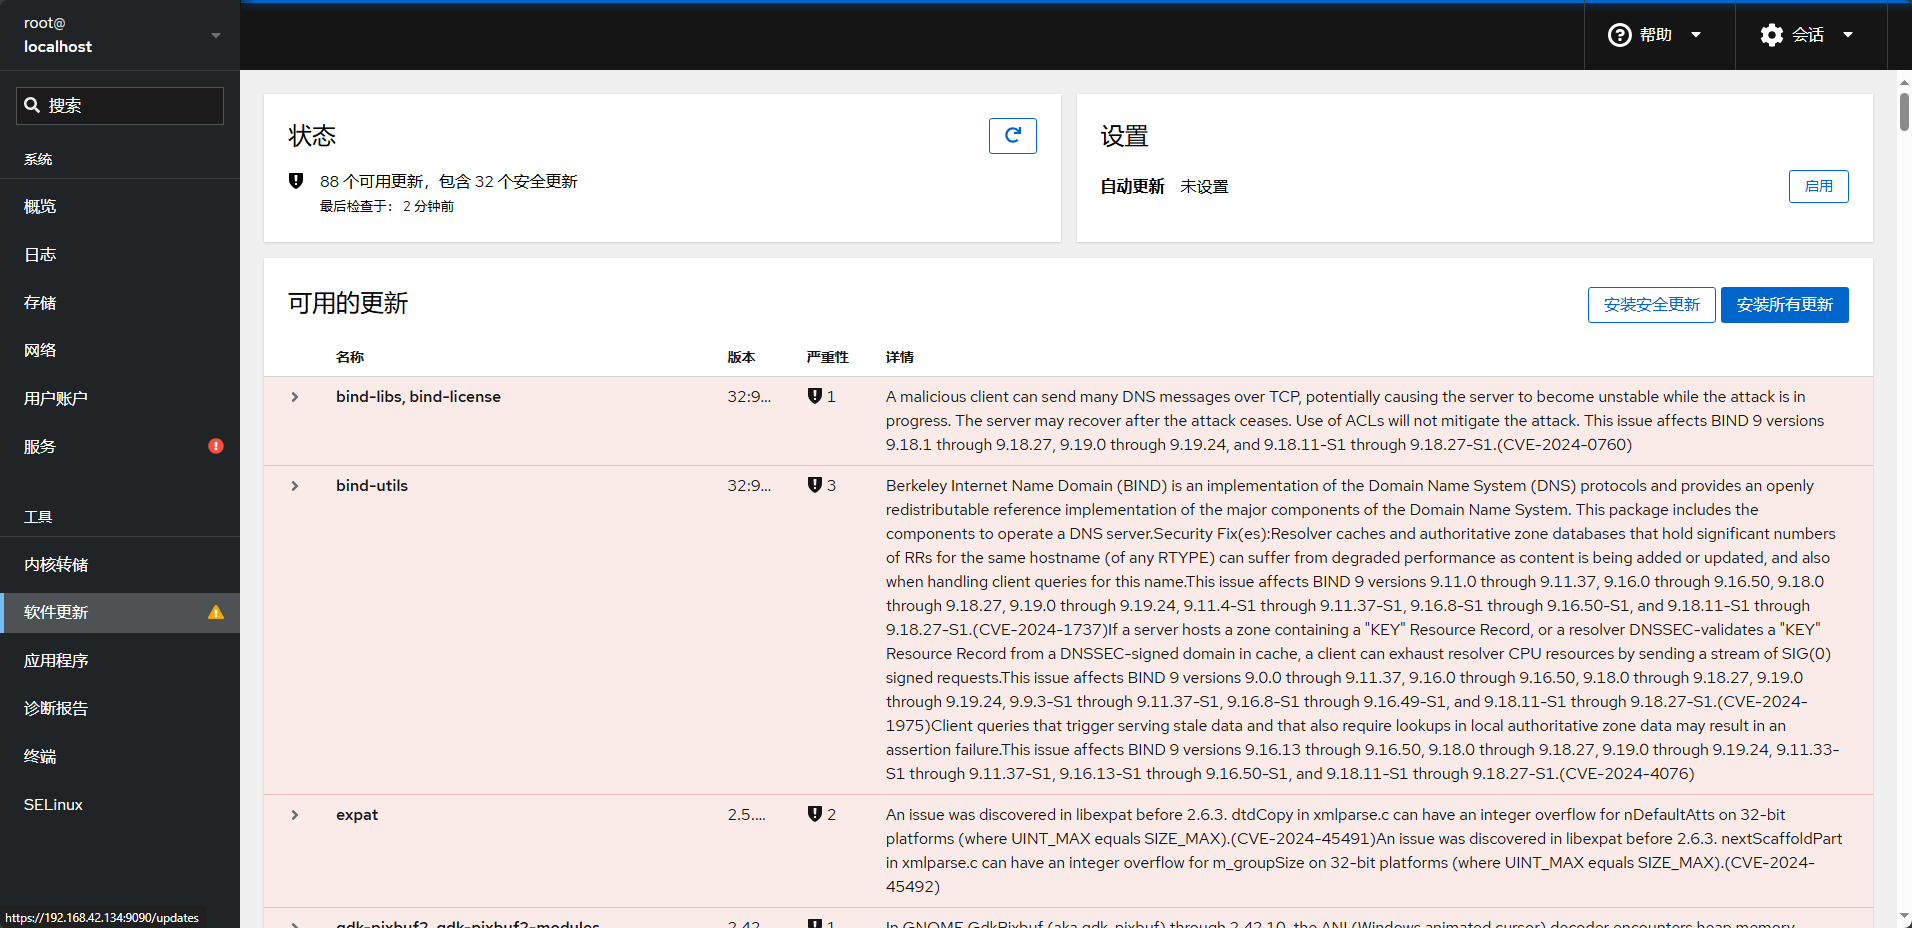 root@
localhost
帮助
会话
搜索
系统
概览
日志
存储
网络
用户账户
服务
工具
内核转储
软件更新
应用程序
诊断报告
终端
SELinux
https://192.168.42.134:9090/updates
状态
88 个可用更新，包含 32 个安全更新
最后检查于： 2 分钟前
设置
自动更新 未设置
启用
可用的更新
安装安全更新
安装所有更新
名称 版本 严重性 详情
bind-libs, bind-license 32:9... 1
A malicious client can send many DNS messages over TCP, potentially causing the server to become unstable while the attack is in
progress. The server may recover after the attack ceases. Use of ACLs will not mitigate the attack. This issue affects BIND 9 versions
9.18.1 through 9.18.27, 9.19.0 through 9.19.24, and 9.18.11-S1 through 9.18.27-S1.(CVE-2024-0760)
bind-utils 32:9... 3
Berkeley Internet Name Domain (BIND) is an implementation of the Domain Name System (DNS) protocols and provides an openly
redistributable reference implementation of the major components of the Domain Name System. This package includes the
components to operate a DNS server.Security Fix(es):Resolver caches and authoritative zone databases that hold significant numbers
of RRs for the same hostname (of any RTYPE) can suffer from degraded performance as content is being added or updated, and also
when handling client queries for this name.This issue affects BIND 9 versions 9.11.0 through 9.11.37, 9.16.0 through 9.16.50, 9.18.0
through 9.18.27, 9.19.0 through 9.19.24, 9.11.4-S1 through 9.11.37-S1, 9.16.8-S1 through 9.16.50-S1, and 9.18.11-S1 through
9.18.27-S1.(CVE-2024-1737)If a server hosts a zone containing a "KEY" Resource Record, or a resolver DNSSEC-validates a "KEY"
Resource Record from a DNSSEC-signed domain in cache, a client can exhaust resolver CPU resources by sending a stream of SIG(0)
signed requests.This issue affects BIND 9 versions 9.0.0 through 9.11.37, 9.16.0 through 9.16.50, 9.18.0 through 9.18.27, 9.19.0
through 9.19.24, 9.9.3-S1 through 9.11.37-S1, 9.16.8-S1 through 9.16.49-S1, and 9.18.11-S1 through 9.18.27-S1.(CVE-2024-
1975)Client queries that trigger serving stale data and that also require lookups in local authoritative zone data may result in an
assertion failure.This issue affects BIND 9 versions 9.16.13 through 9.16.50, 9.18.0 through 9.18.27, 9.19.0 through 9.19.24, 9.11.33-
S1 through 9.11.37-S1, 9.16.13-S1 through 9.16.50-S1, and 9.18.11-S1 through 9.18.27-S1.(CVE-2024-4076)
expat 2.5.... 2
An issue was discovered in libexpat before 2.6.3. dtdCopy in xmlparse.c can have an integer overflow for nDefaultAtts on 32-bit
platforms (where UINT_MAX equals SIZE_MAX).(CVE-2024-45491)An issue was discovered in libexpat before 2.6.3. nextScaffoldPart
in xmlparse.c can have an integer overflow for m_groupSize on 32-bit platforms (where UINT_MAX equals SIZE_MAX).(CVE-2024-
45492)
gdk-pixbuf2, gdk-pixbuf2-modules 2.42... 1
In GNOME GdkPixbuf (aka gdk-pixbuf) through 2.42.10, the ANI (Windows animated cursor) decoder encounters heap memory